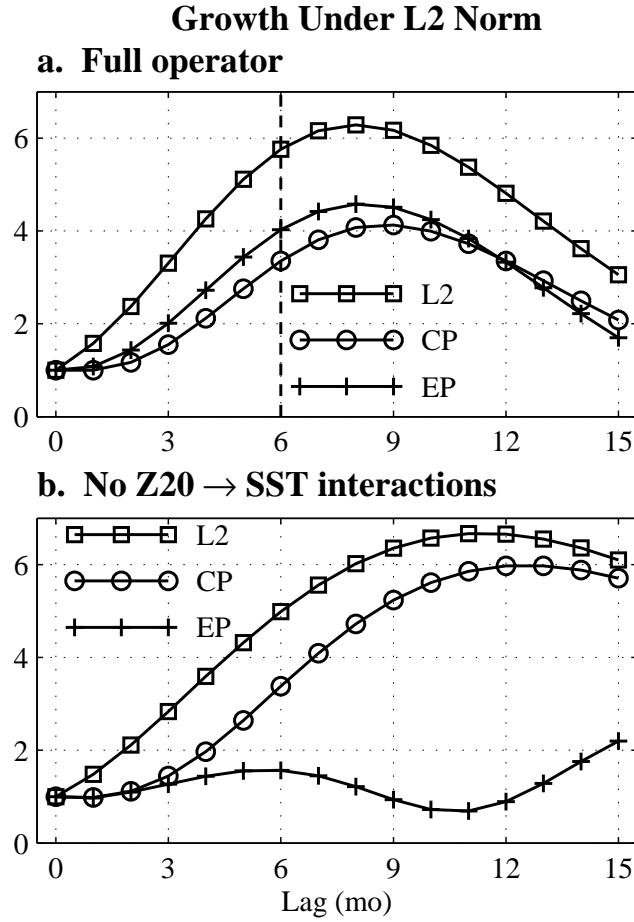 Growth Under L2 Norm
a. Full operator
6
4
2
0
L2
CP
EP
0 3 6 9 12 15
b. No Z20 → SST interactions
L2
CP
EP
6
4
2
0
0 3 6 9 12 15
Lag (mo)